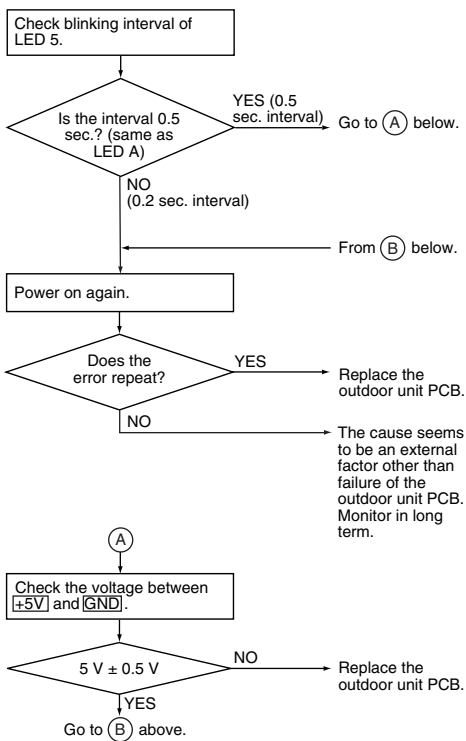 Check blinking interval of
LED 5.
Is the interval 0.5
sec.? (same as
LED A)
YES (0.5
sec. interval)
Go to A below.
NO
(0.2 sec. interval)
From B below.
Power on again.
Does the
error repeat?
YES
Replace the
outdoor unit PCB.
NO
The cause seems
to be an external
factor other than
failure of the
outdoor unit PCB.
Monitor in long
term.
A
Check the voltage between
+5V and GND.
5 V ± 0.5 V
NO
Replace the
outdoor unit PCB.
YES
Go to B above.